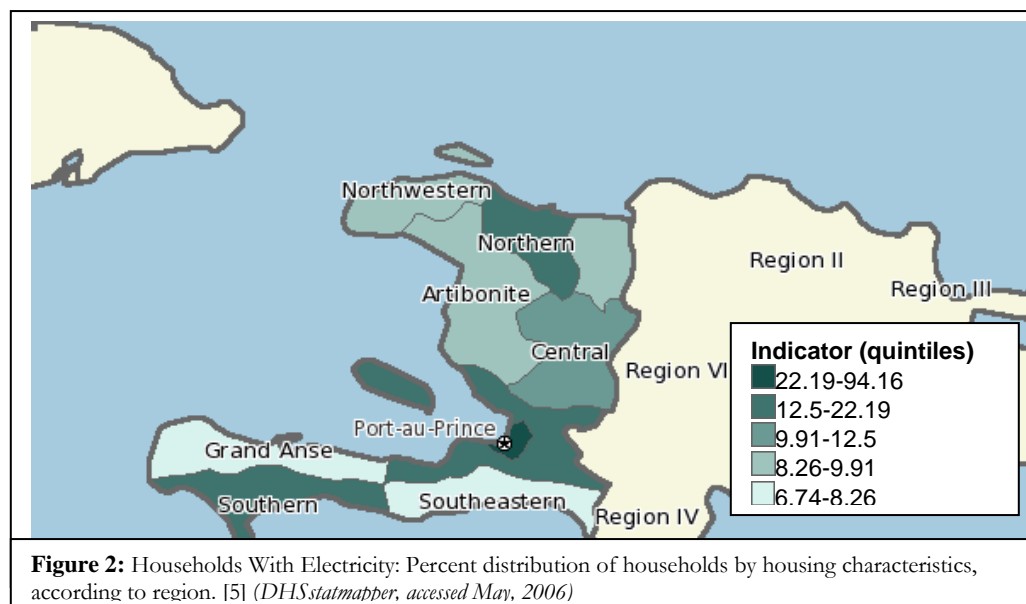 Northwestern
Northern
Region II
Region III
Artibonite
Central
Region VI
Port-au-Prince
Grand Anse
Southern
Southeastern
Region IV
Indicator (quintiles)
22.19-94.16
12.5-22.19
9.91-12.5
8.26-9.91
6.74-8.26
Figure 2: Households With Electricity: Percent distribution of households by housing characteristics,
according to region. [5] (DHSstatmapper, accessed May, 2006)